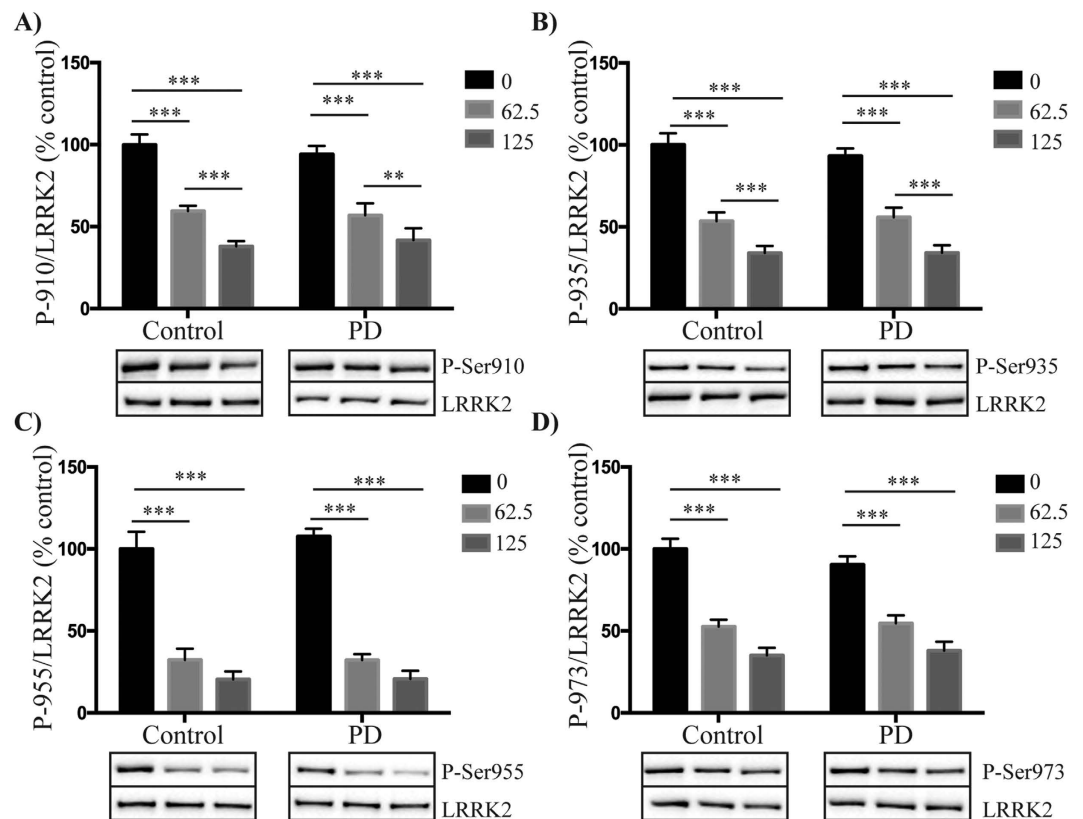 A)
P-910/LRRK2 (% control)
150
100
50
0
***
***
***
***
***
**
0
62.5
125
Control
PD
P-Ser910
LRRK2
B)
P-935/LRRK2 (% control)
150
100
50
0
***
***
***
***
***
***
0
62.5
125
Control
PD
P-Ser935
LRRK2
C)
P-955/LRRK2 (% control)
150
100
50
0
***
***
***
***
0
62.5
125
Control
PD
P-Ser955
LRRK2
D)
P-973/LRRK2 (% control)
150
100
50
0
***
***
***
***
0
62.5
125
Control
PD
P-Ser973
LRRK2